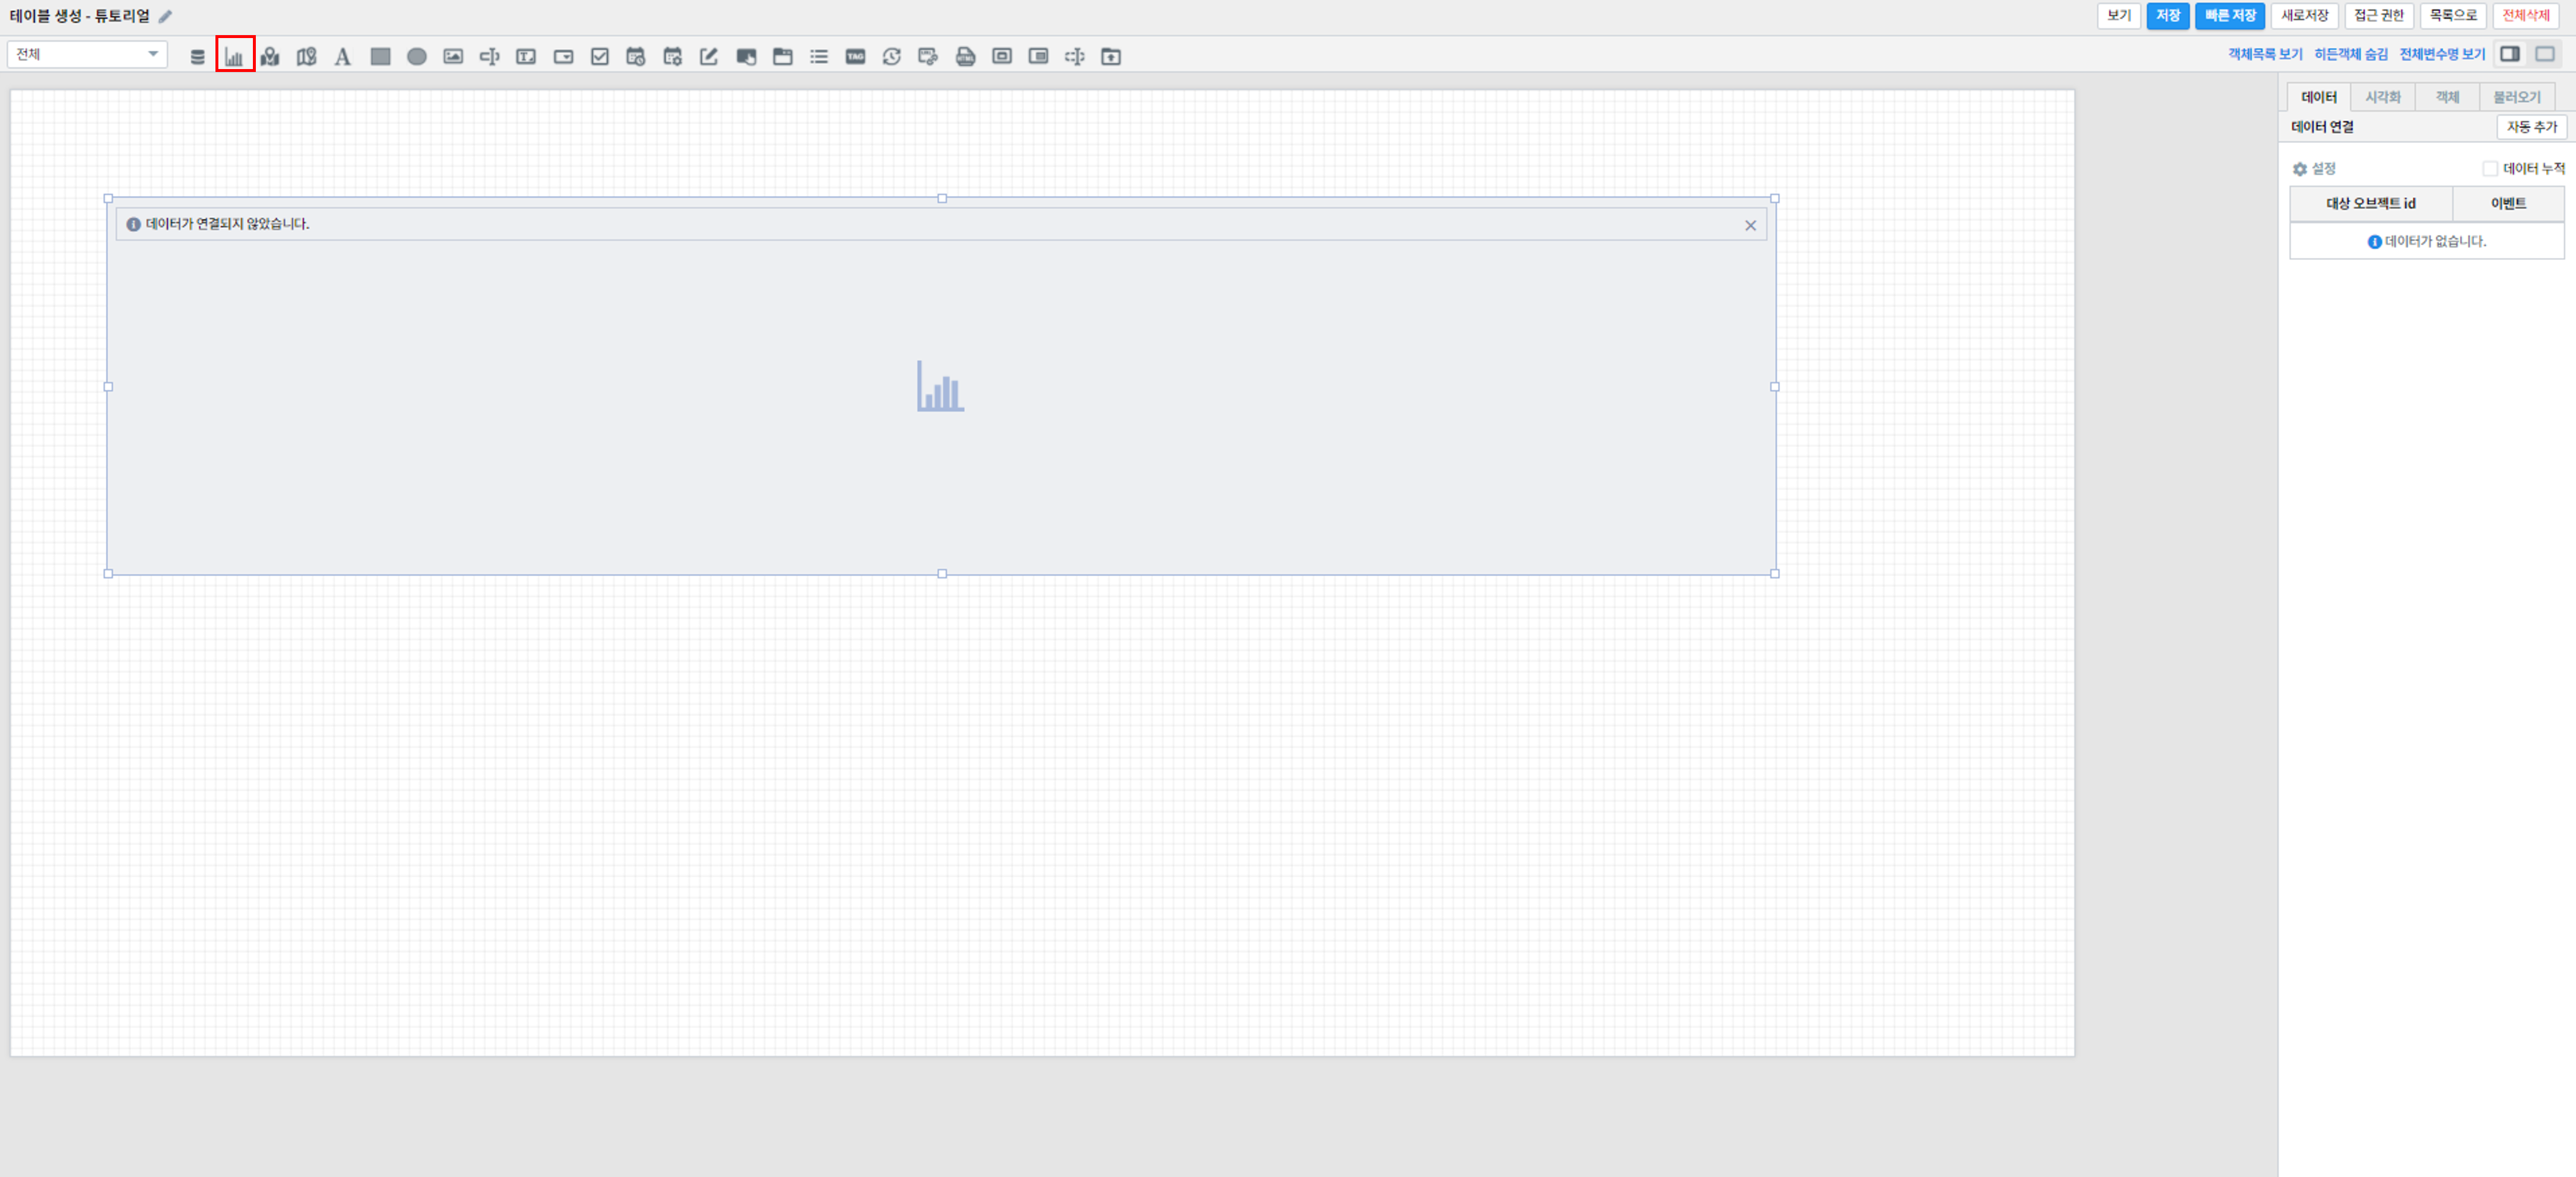 테이블 생성 - 튜토리얼
보기 저장 빠른 저장 새로저장 접근 권한 목록으로 전체삭제
전체
A
TAG
객체목록 보기 히든객체 숨김 전체변수명 보기
데이터 시각화 객체 불러오기
데이터 연결 자동 추가
설정 데이터 누적
대상 오브젝트 id 이벤트
데이터가 없습니다.
데이터가 연결되지 않았습니다.